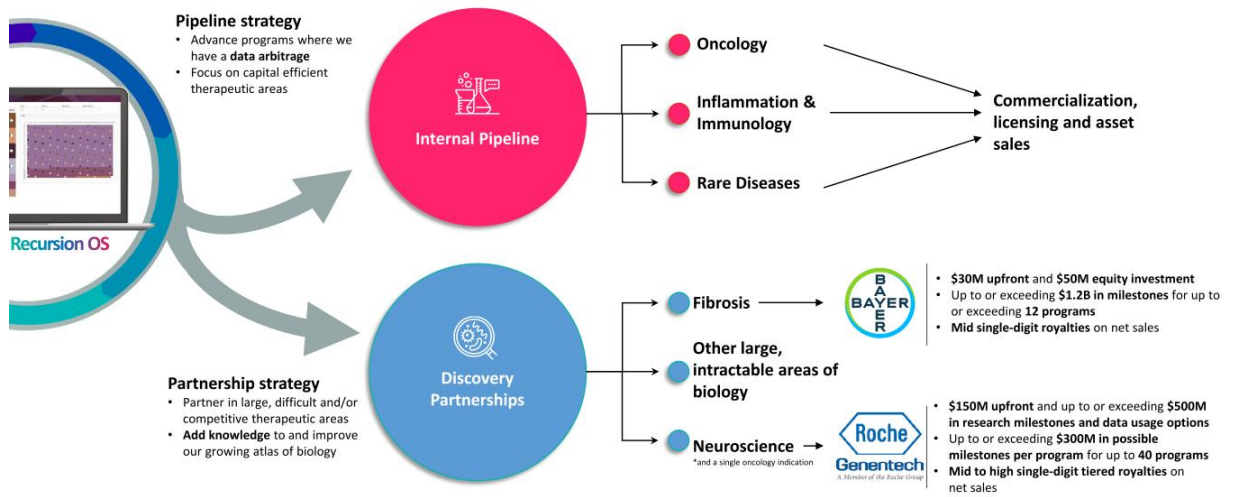 Pipeline strategy
• Advance programs where we
have a data arbitrage
• Focus on capital efficient
therapeutic areas
Recursion OS
Internal Pipeline
Oncology
Inflammation &
Immunology
Rare Diseases
Commercialization,
licensing and asset
sales
Partnership strategy
• Partner in large, difficult and/or
competitive therapeutic areas
• Add knowledge to and improve
our growing atlas of biology
Discovery
Partnerships
Fibrosis
BAYER
BAYER
• $30M upfront and $50M equity investment
• Up to or exceeding $1.2B in milestones for up to
or exceeding 12 programs
• Mid single-digit royalties on net sales
Other large,
intractable areas of
biology
Neuroscience
*and a single oncology indication
Roche
Genentech
A Member of the Roche Group
• $150M upfront and up to or exceeding $500M
in research milestones and data usage options
• Up to or exceeding $300M in possible
milestones per program for up to 40 programs
• Mid to high single-digit tiered royalties on
net sales